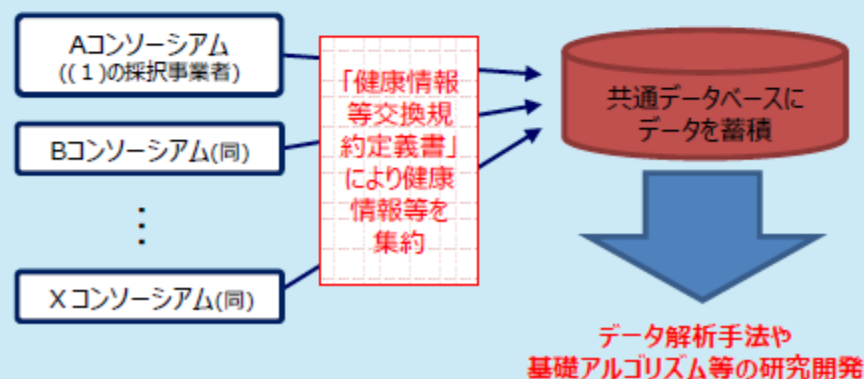 Aコンソーシアム
((１)の採択事業者)
Bコンソーシアム(同)
⋮
Xコンソーシアム(同)
「健康情報
等交換規
約定義書」
により健康
情報等を
集約
共通データベースに
データを蓄積
データ解析手法や
基礎アルゴリズム等の研究開発